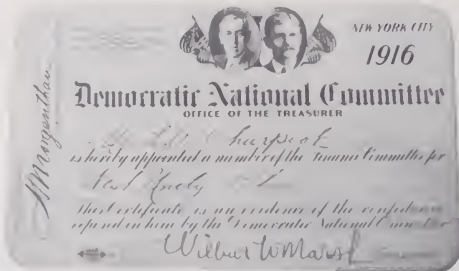 NEW YORK CITY
1916
Democratic National Committee
OFFICE OF THE TREASURER
is hereby appointed a member of the Finance Committee for
this certificate is an evidence of the confidence
reposed in him by the Democratic National Committee
Wilbur W Marsh
H Morgenthau